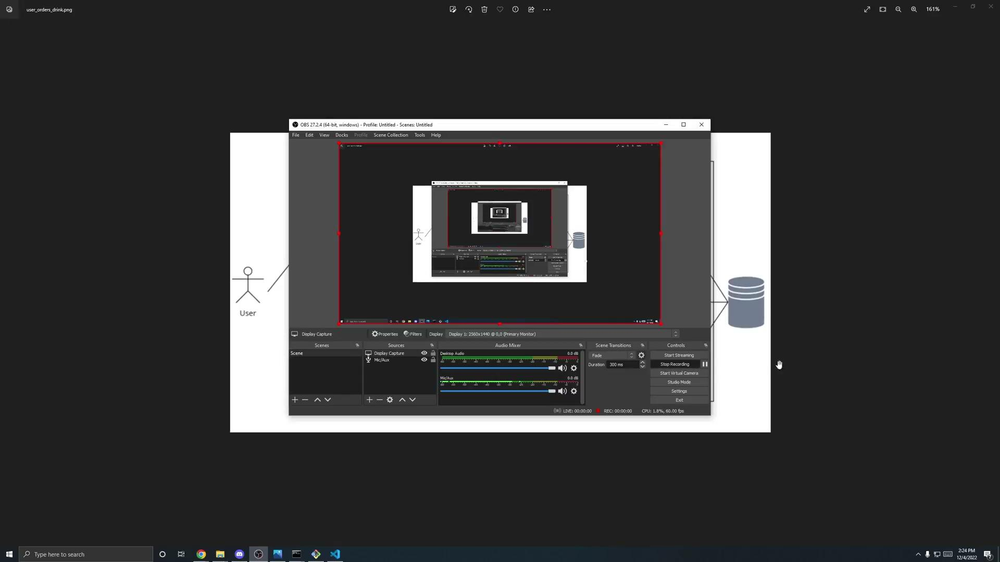 user_orders_drink.png
161%
OBS 27.2.4 (64-bit, windows) - Profile: Untitled - Scenes: Untitled
File Edit View Docks Profile Scene Collection Tools Help
User
Display Capture Properties Filters Display Display 1: 2560x1440 @ 0,0 (Primary Monitor)
Scenes Sources Audio Mixer Scene Transitions Controls
Scene
Display Capture
Mic/Aux
Desktop Audio 0.0 dB
Mic/Aux 0.0 dB
Fade
Duration 300 ms
Start Streaming
Stop Recording
Start Virtual Camera
Studio Mode
Settings
Exit
LIVE: 00:00:00 REC: 00:00:00 CPU: 1.8%, 60.00 fps
Type here to search
2:24 PM
12/4/2022